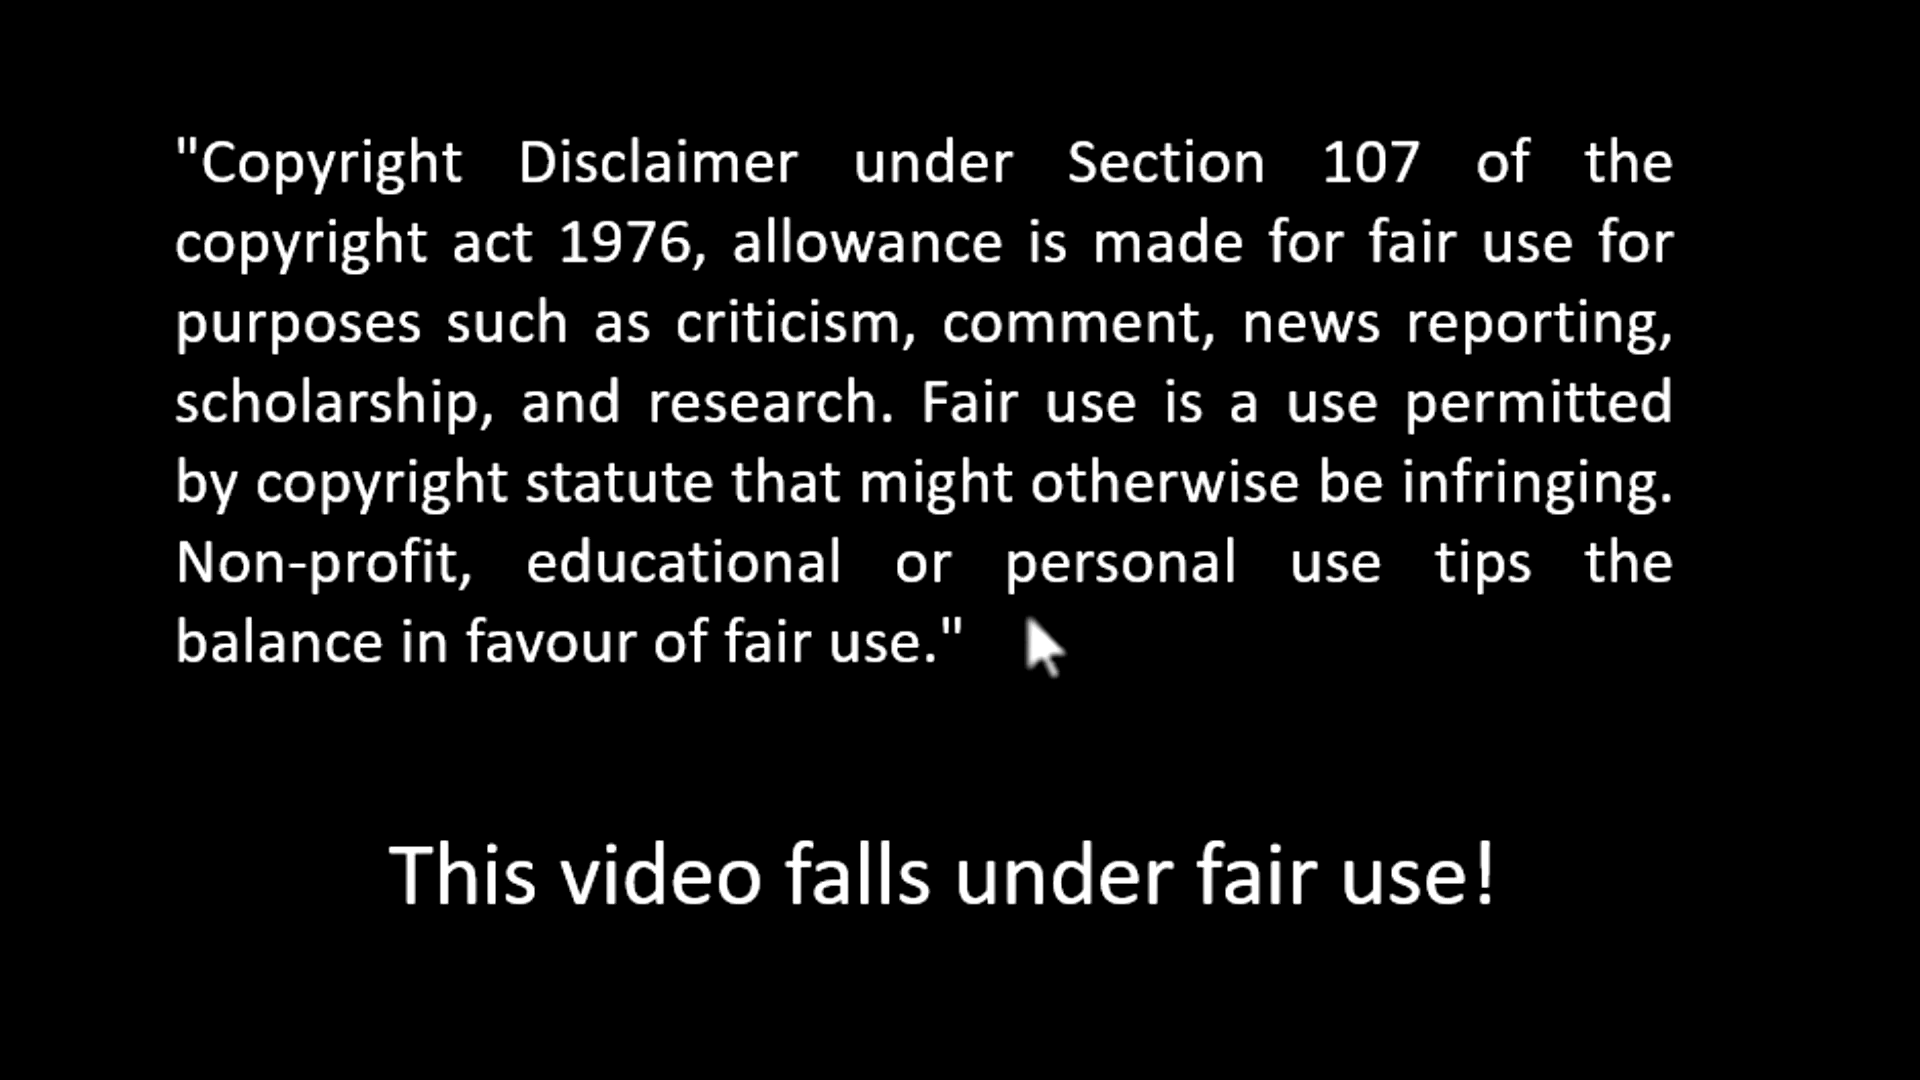 "Copyright Disclaimer under Section 107 of the
copyright act 1976, allowance is made for fair use for
purposes such as criticism, comment, news reporting,
scholarship, and research. Fair use is a use permitted
by copyright statute that might otherwise be infringing.
Non-profit, educational or personal use tips the
balance in favour of fair use."
This video falls under fair use!